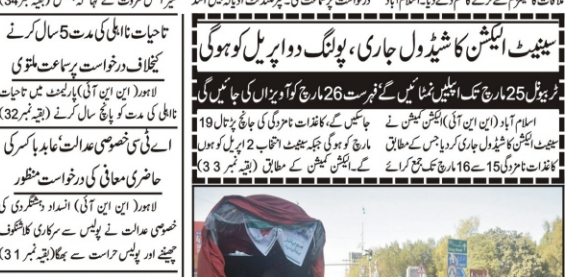 سینیٹ الیکشن کا شیڈول جاری، پولنگ دو اپریل کو ہوگی
ٹربیونل 25 مارچ تک اپیلیں نمٹائیں گے، فہرست 26 مارچ کو آویزاں کی جائیں گی
اسلام آباد (این این آئی) الیکشن کمیشن نے
سینیٹ الیکشن کا شیڈول جاری کر دیا جس کے مطابق
کاغذات نامزدگی 15 سے 16 مارچ تک جمع کرائے
جاسکیں گے، کاغذات نامزدگی کی جانچ پڑتال 19
مارچ کو ہوگی جبکہ سینیٹ انتخاب 2 اپریل کو ہوں
گے۔ الیکشن کمیشن کے مطابق (بقیہ نمبر 33)
تاحیات نااہلی کی مدت 5 سال کرنے
کیخلاف درخواست پر سماعت ملتوی
لاہور (این این آئی) پارلیمنٹ میں تاحیات
نااہلی کی مدت کو پانچ سال کرنے (بقیہ نمبر 32)
اے ٹی سی خصوصی عدالت، عابد باکسر کی
حاضری معافی کی درخواست منظور
لاہور (این این آئی) انسداد دہشتگردی کی
خصوصی عدالت نے پولیس سے سرکاری کلاشنکوف
چھیننے اور پولیس حراست سے بھگا (بقیہ نمبر 31)